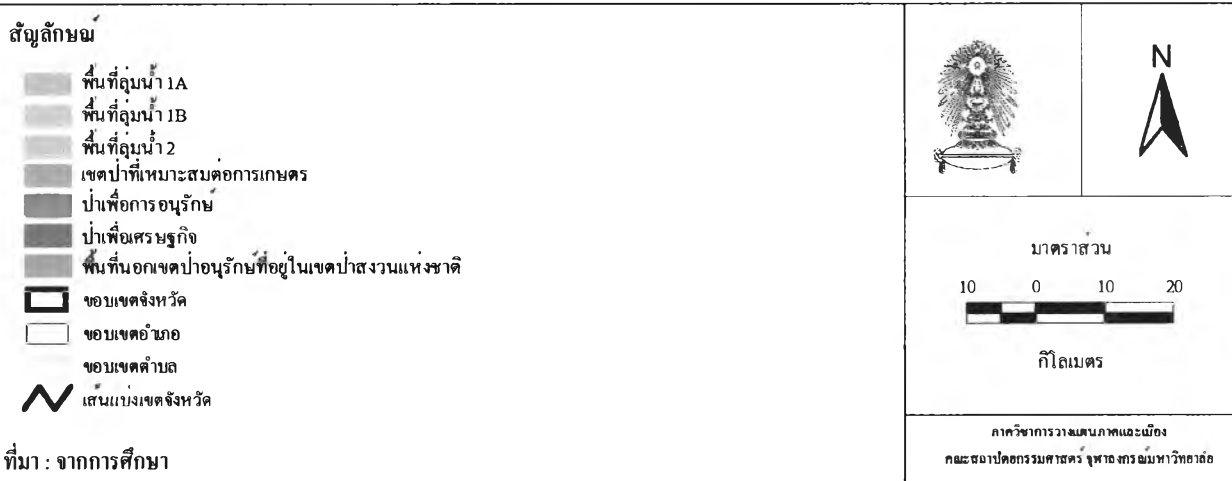 สัญลักษณ์
พื้นที่ลุ่มน้ำ 1A
พื้นที่ลุ่มน้ำ 1B
พื้นที่ลุ่มน้ำ 2
เขตป่าที่เหมาะสมต่อการเกษตร
ป่าเพื่อการอนุรักษ์
ป่าเพื่อเศรษฐกิจ
พื้นที่นอกเขตป่าอนุรักษ์ที่อยู่ในเขตป่าสงวนแห่งชาติ
ขอบเขตจังหวัด
ขอบเขตอำเภอ
ขอบเขตตำบล
เส้นแบ่งเขตจังหวัด
ที่มา : จากการศึกษา
N
มาตราส่วน
10 0 10 20
กิโลเมตร
ภาควิชาการวางแผนภาคและเมือง
คณะสถาปัตยกรรมศาสตร์ จุฬาลงกรณ์มหาวิทยาลัย